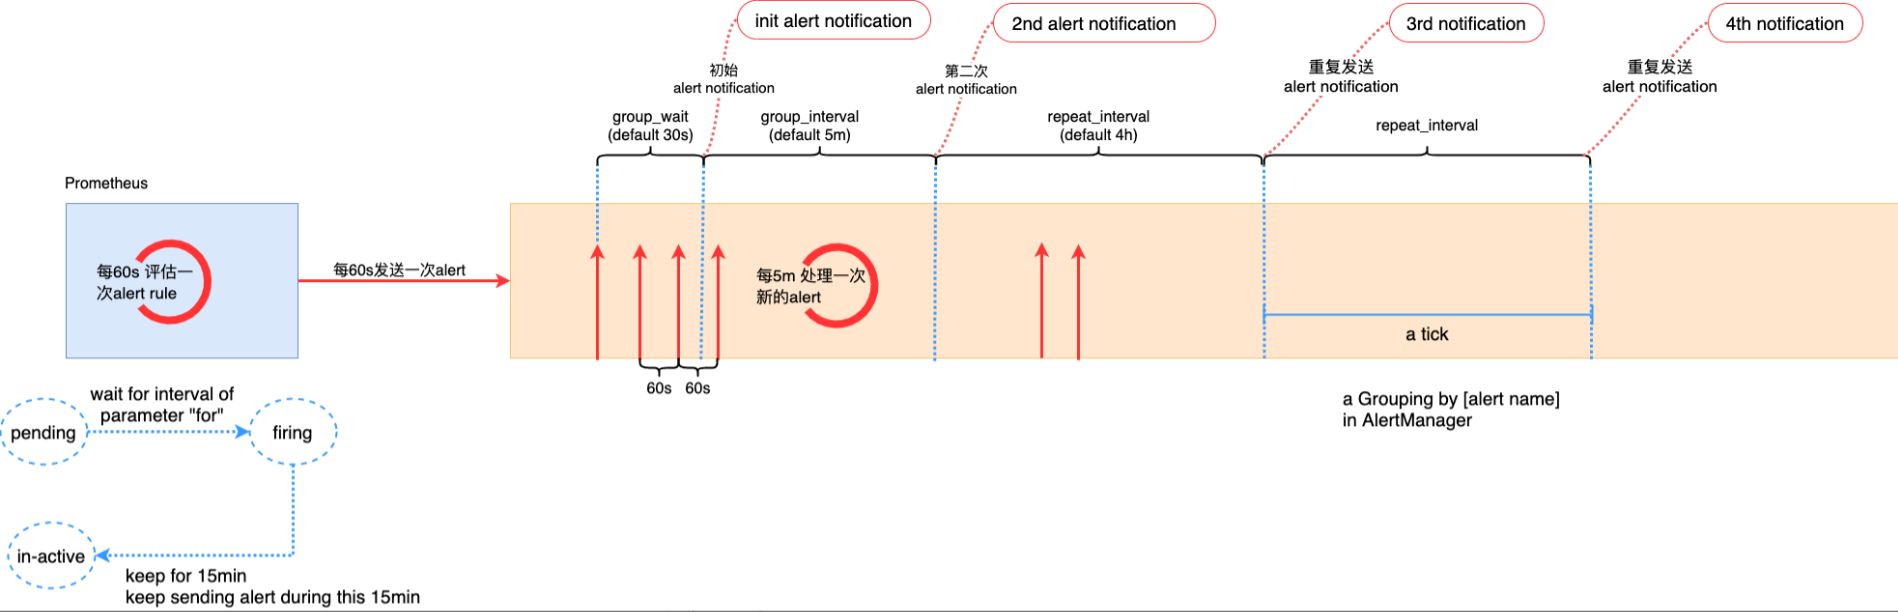 init alert notification
2nd alert notification
3rd notification
4th notification
初始
alert notification
第二次
alert notification
重复发送
alert notification
重复发送
alert notification
group_wait
(default 30s)
group_interval
(default 5m)
repeat_interval
(default 4h)
repeat_interval
Prometheus
每60s 评估一
次alert rule
每60s发送一次alert
每5m 处理一次
新的alert
a tick
60s
60s
a Grouping by [alert name]
in AlertManager
wait for interval of
parameter "for"
pending
firing
in-active
keep for 15min
keep sending alert during this 15min